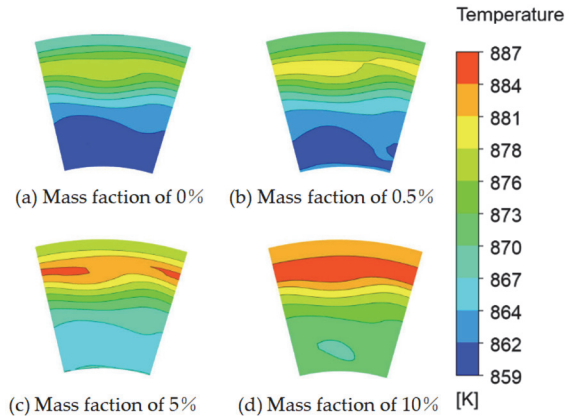 Temperature
887
884
881
878
876
873
870
867
864
862
859
[K]
(a) Mass faction of 0%
(b) Mass faction of 0.5%
(c) Mass faction of 5%
(d) Mass faction of 10%